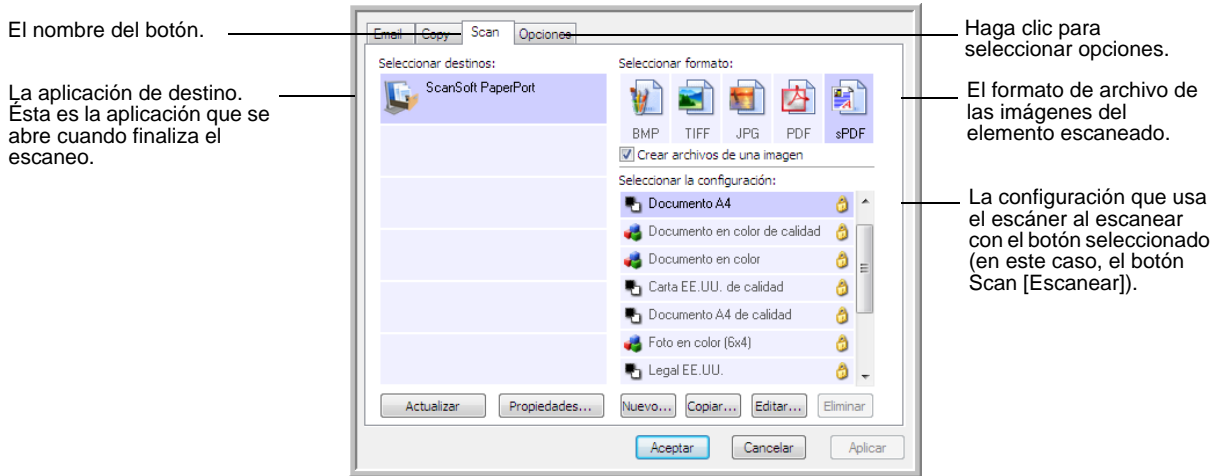 El nombre del botón.
La aplicación de destino.
Ésta es la aplicación que se
abre cuando finaliza el
escaneo.
Email Copy Scan Opciones
Seleccionar destinos:
ScanSoft PaperPort
Actualizar Propiedades...
Seleccionar formato:
BMP TIFF JPG PDF sPDF
Crear archivos de una imagen
Seleccionar la configuración:
Documento A4
Documento en color de calidad
Documento en color
Carta EE.UU. de calidad
Documento A4 de calidad
Foto en color (6x4)
Legal EE.UU.
Nuevo... Copiar... Editar... Eliminar
Aceptar Cancelar Aplicar
Haga clic para
seleccionar opciones.
El formato de archivo de
las imágenes del
elemento escaneado.
La configuración que usa
el escáner al escanear
con el botón seleccionado
(en este caso, el botón
Scan [Escanear]).